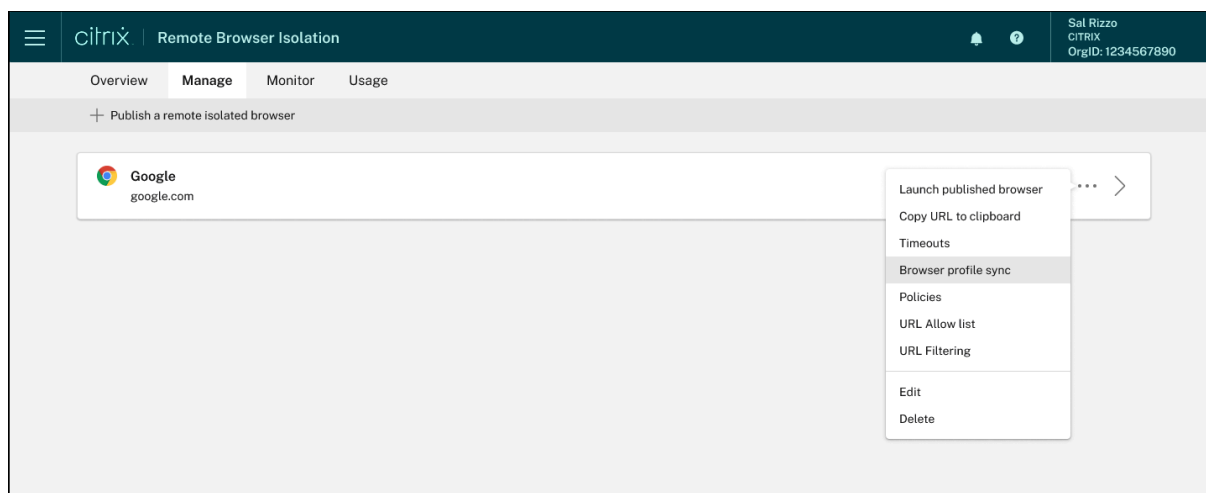 citrix | Remote Browser Isolation
?
Sal Rizzo
CITRIX
OrgID: 1234567890
Overview Manage Monitor Usage
+ Publish a remote isolated browser
Google
google.com
Launch published browser
...
Copy URL to clipboard
Timeouts
Browser profile sync
Policies
URL Allow list
URL Filtering
Edit
Delete